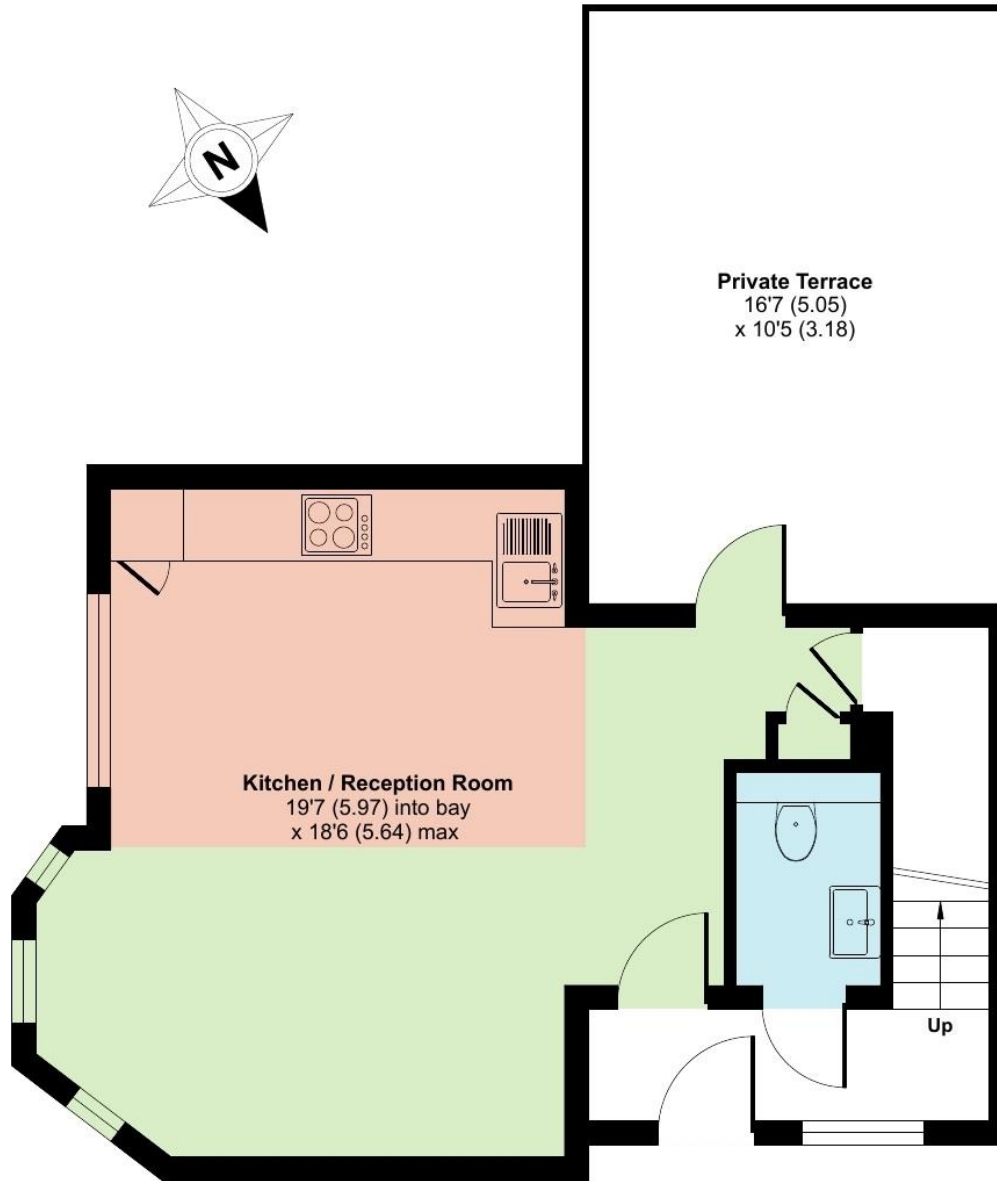 N
Private Terrace
16'7 (5.05)
x 10'5 (3.18)
Kitchen / Reception Room
19'7 (5.97) into bay
x 18'6 (5.64) max
Up